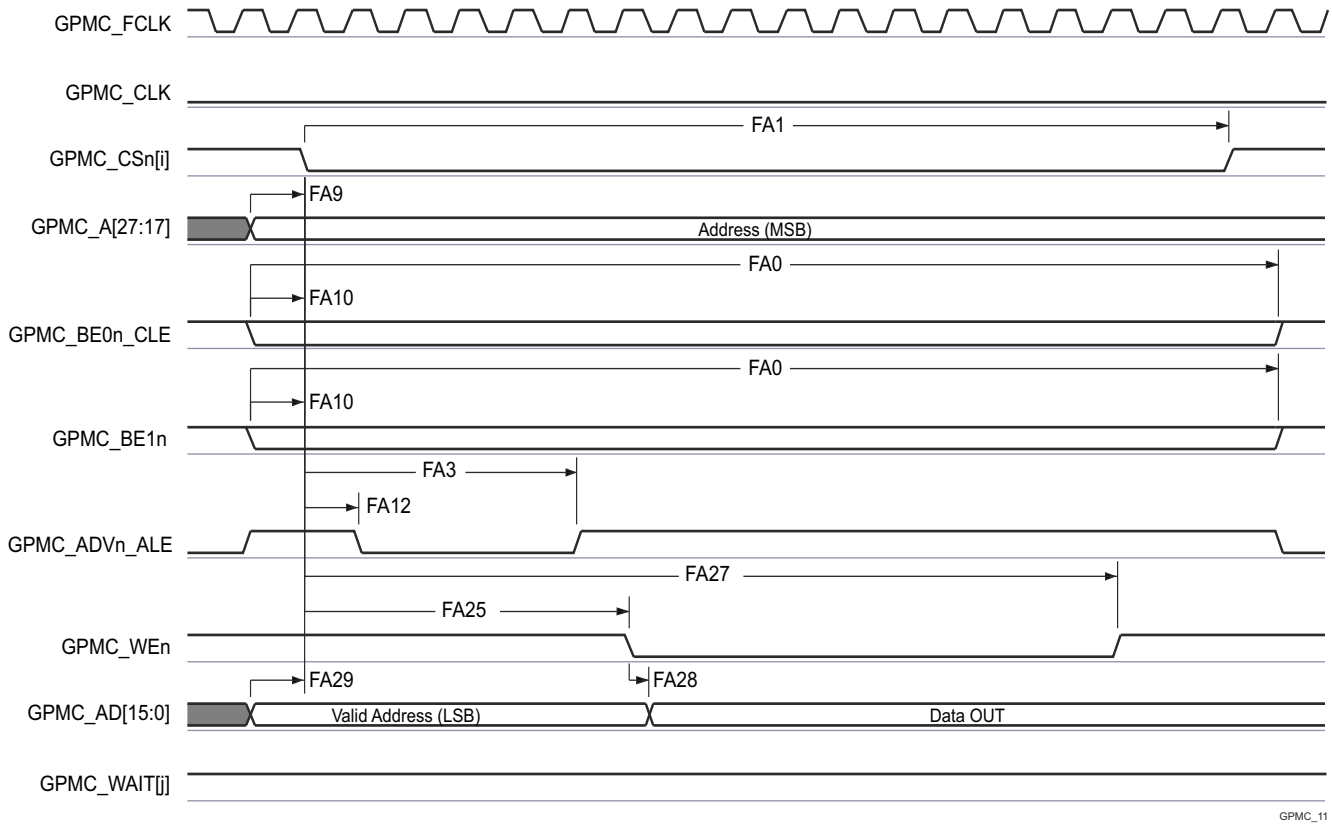 GPMC_FCLK
GPMC_CLK
FA1
GPMC_CSn[i]
FA9
GPMC_A[27:17]
Address (MSB)
FA0
FA10
GPMC_BE0n_CLE
FA0
FA10
GPMC_BE1n
FA3
FA12
GPMC_ADVn_ALE
FA27
FA25
GPMC_WEn
FA29
FA28
GPMC_AD[15:0]
Valid Address (LSB)
Data OUT
GPMC_WAIT[j]
GPMC_11